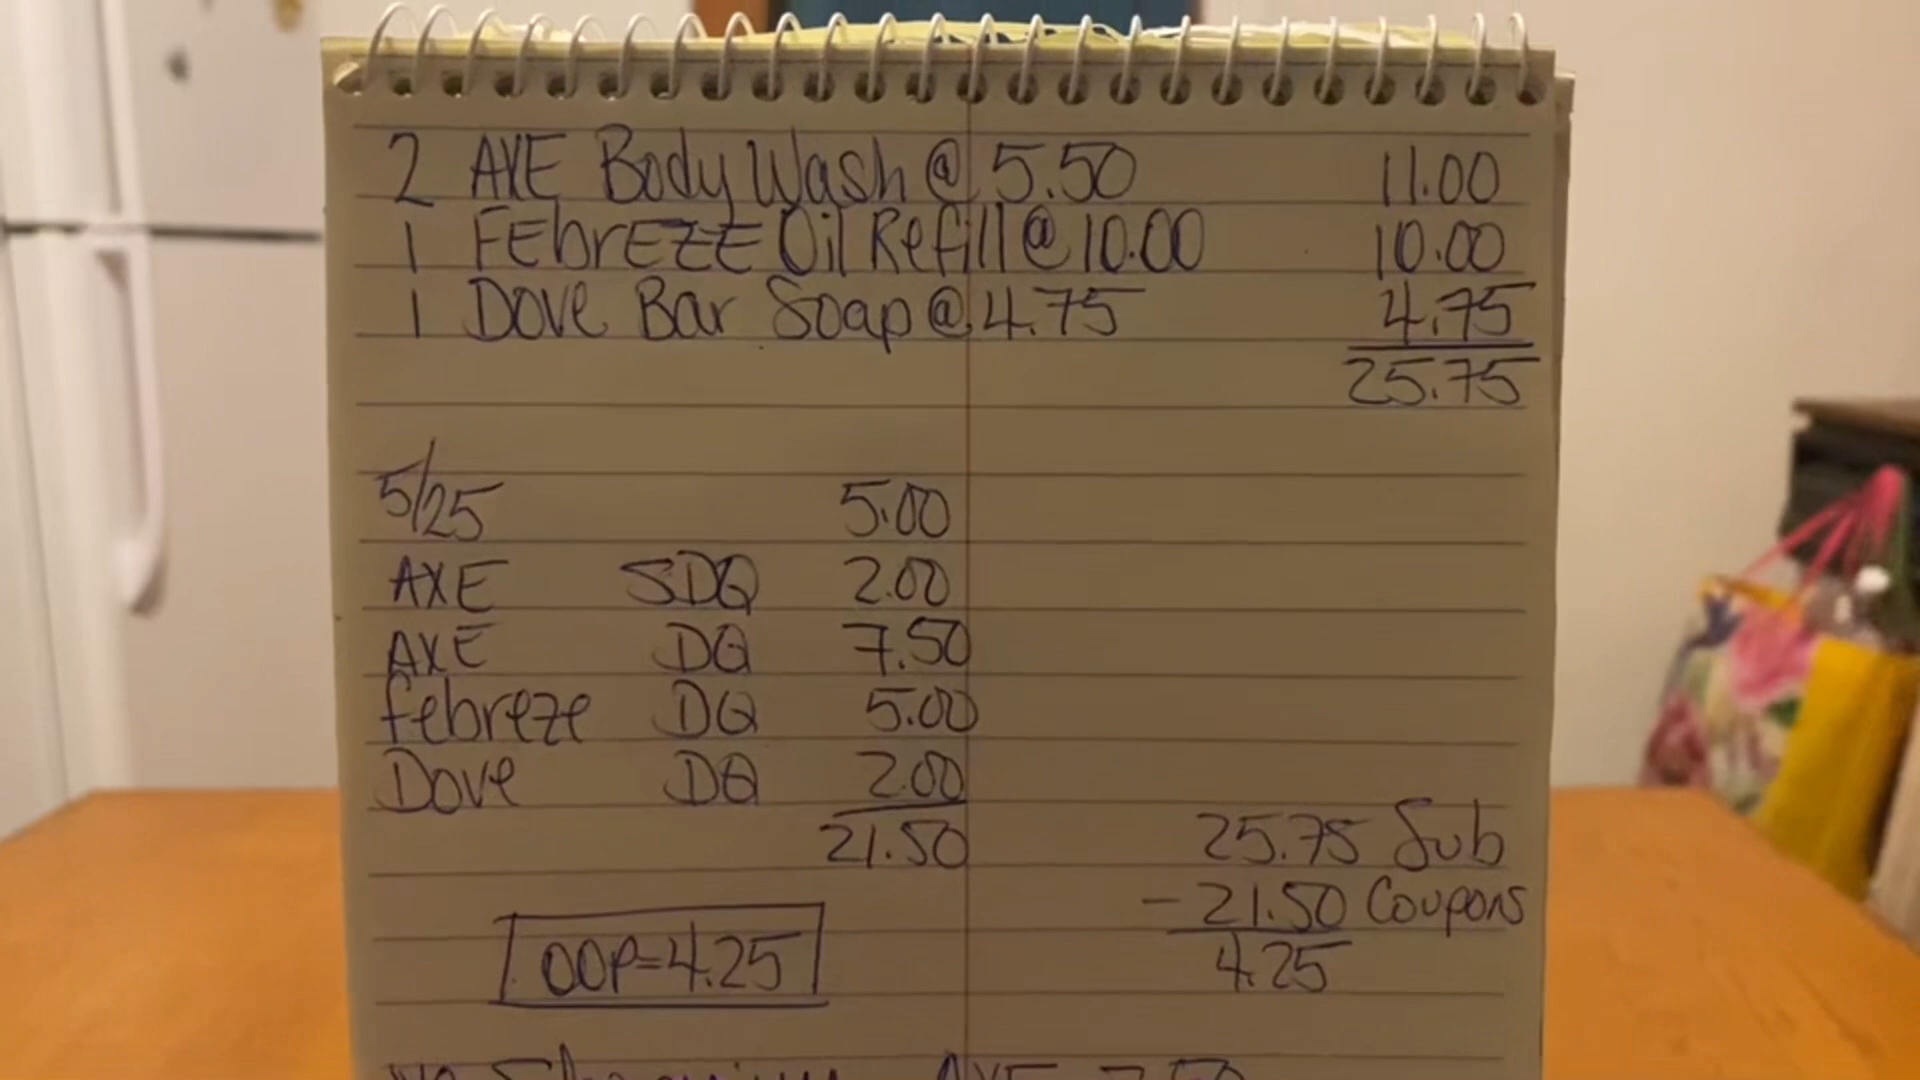 2 AXE Body Wash @ 5.50 11.00
1 FEbrEZE Oil Refill @ 10.00 10.00
1 Dove Bar Soap @ 4.75 4.75
25.75
5/25 5.00
AXE SDQ 2.00
AXE DQ 7.50
febreze DQ 5.00
Dove DQ 2.00
21.50
25.75 Sub
- 21.50 Coupons
4.25
OOP=4.25
AXE 7.50